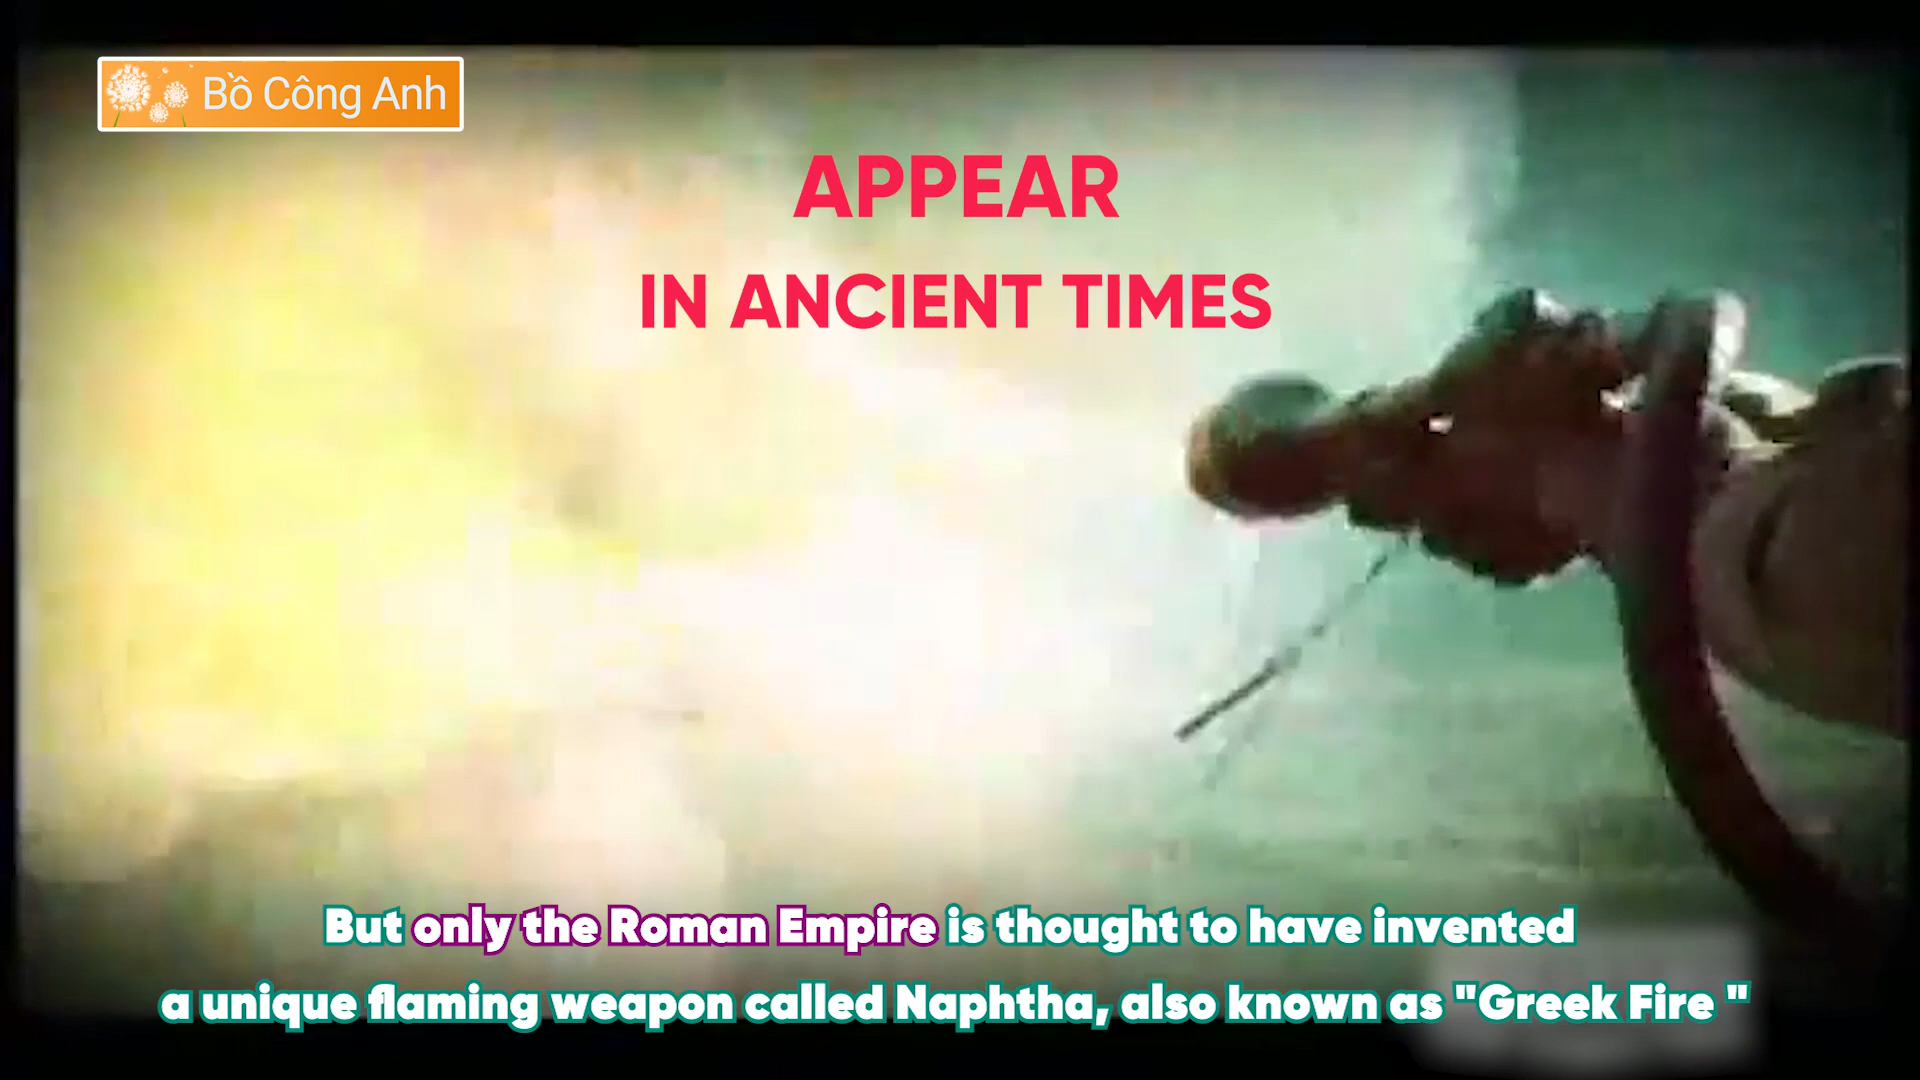 Bồ Công Anh
APPEAR
IN ANCIENT TIMES
But only the Roman Empire is thought to have invented
a unique flaming weapon called Naphtha, also known as "Greek Fire "